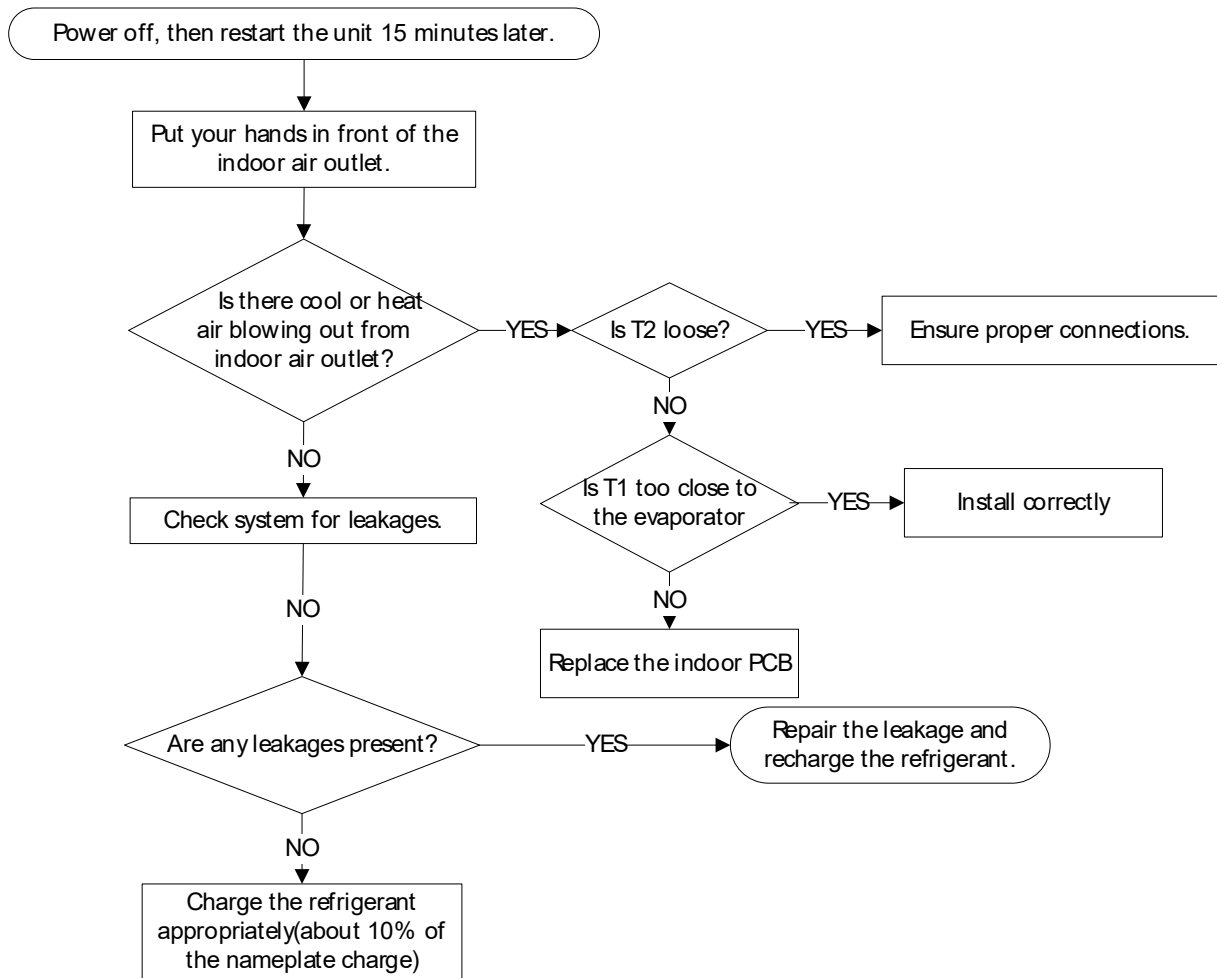 Power off, then restart the unit 15 minutes later.
Put your hands in front of the
indoor air outlet.
Is there cool or heat
air blowing out from
indoor air outlet?
YES
Is T2 loose?
YES
Ensure proper connections.
NO
NO
Is T1 too close to
the evaporator
YES
Install correctly
Check system for leakages.
NO
NO
Replace the indoor PCB
Are any leakages present?
YES
Repair the leakage and
recharge the refrigerant.
NO
Charge the refrigerant
appropriately(about 10% of
the nameplate charge)